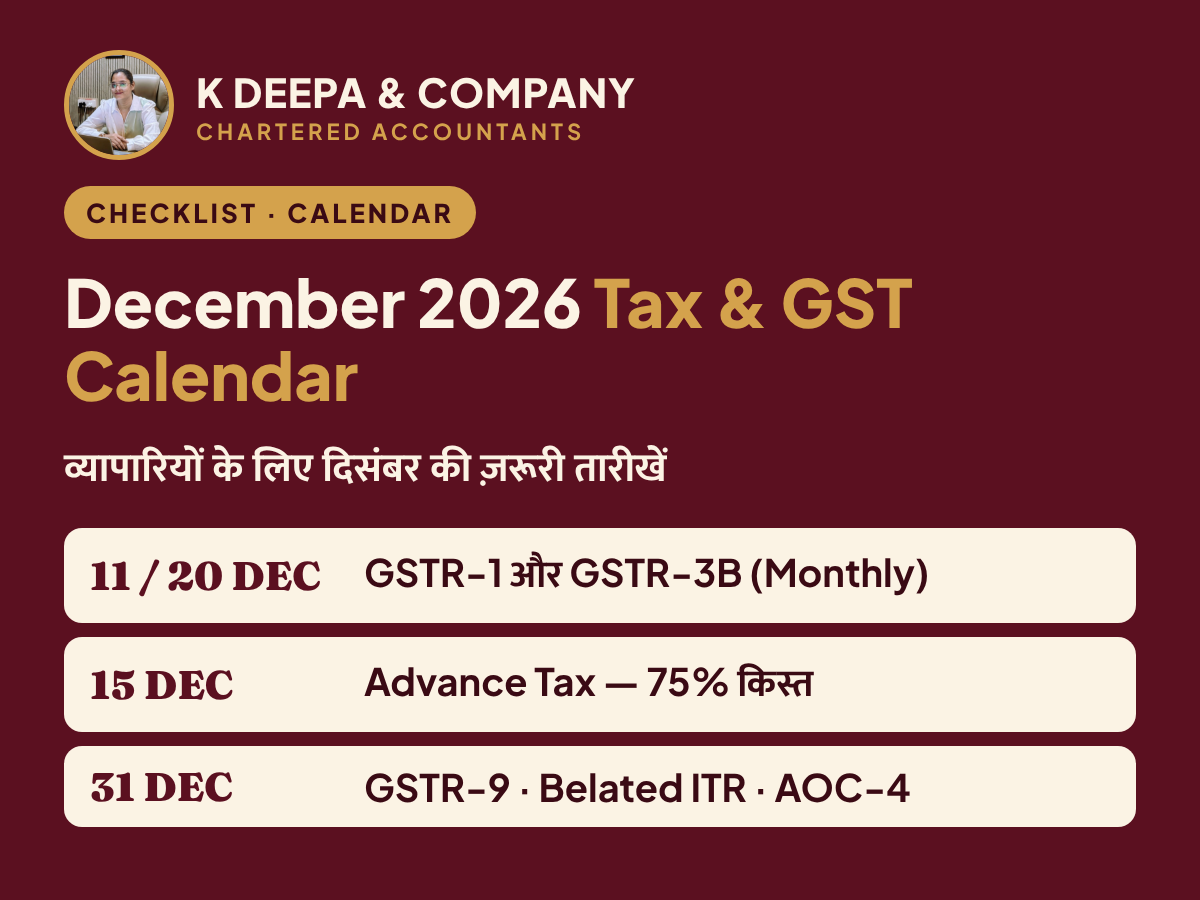 K DEEPA & COMPANY
CHARTERED ACCOUNTANTS
CHECKLIST · CALENDAR
December 2026 Tax & GST
Calendar
व्यापारियों के लिए दिसंबर की ज़रूरी तारीखें
11 / 20 DEC GSTR-1 और GSTR-3B (Monthly)
15 DEC Advance Tax — 75% किस्त
31 DEC GSTR-9 · Belated ITR · AOC-4